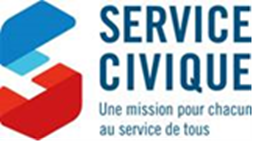 SERVICE
CIVIQUE
Une mission pour chacun
au service de tous